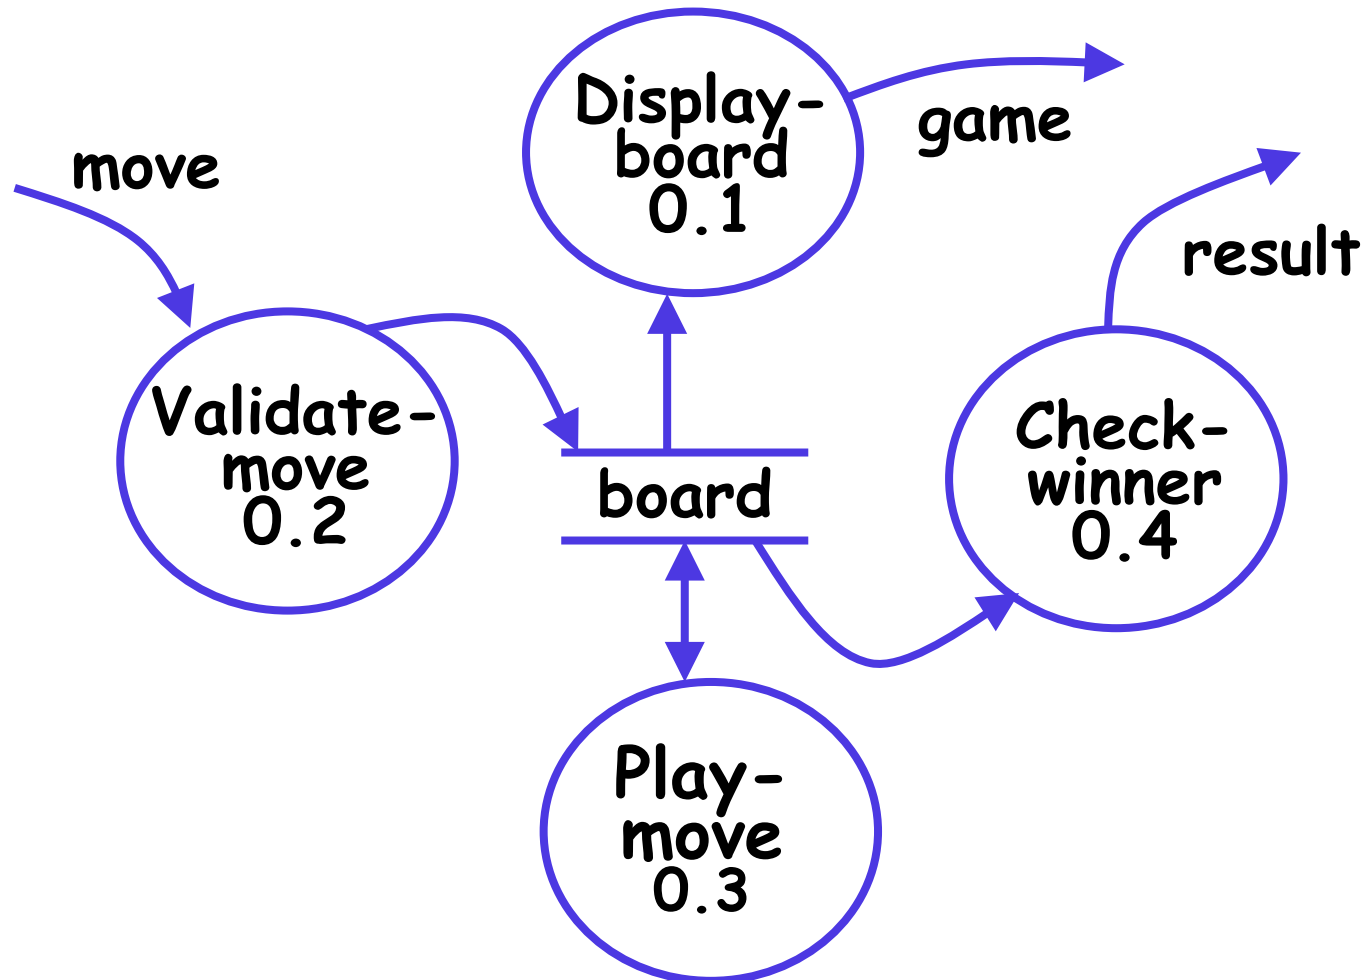 Display-
board
0.1
game
move
result
Validate-
move
0.2
board
Check-
winner
0.4
Play-
move
0.3